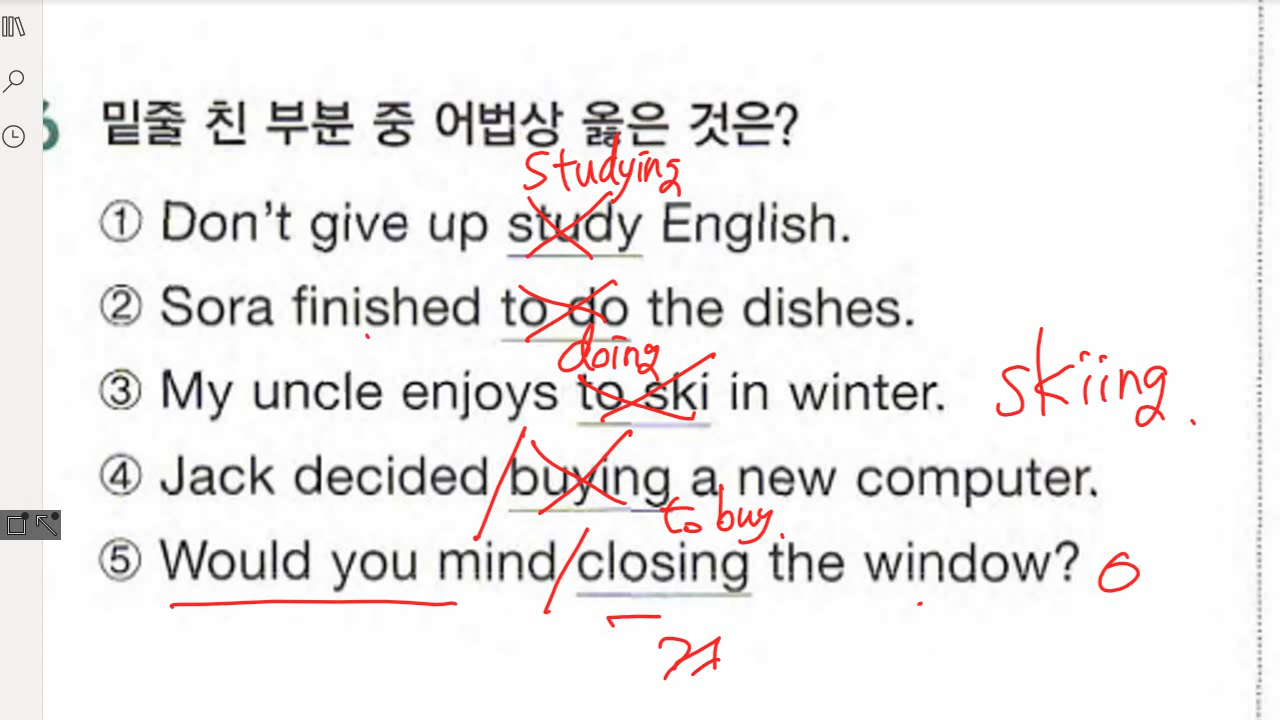 6 밑줄 친 부분 중 어법상 옳은 것은?
studying
① Don't give up study English.
② Sora finished to do the dishes.
doing
③ My uncle enjoys to ski in winter. skiing.
④ Jack decided buying a new computer.
to buy.
⑤ Would you mind closing the window?
것